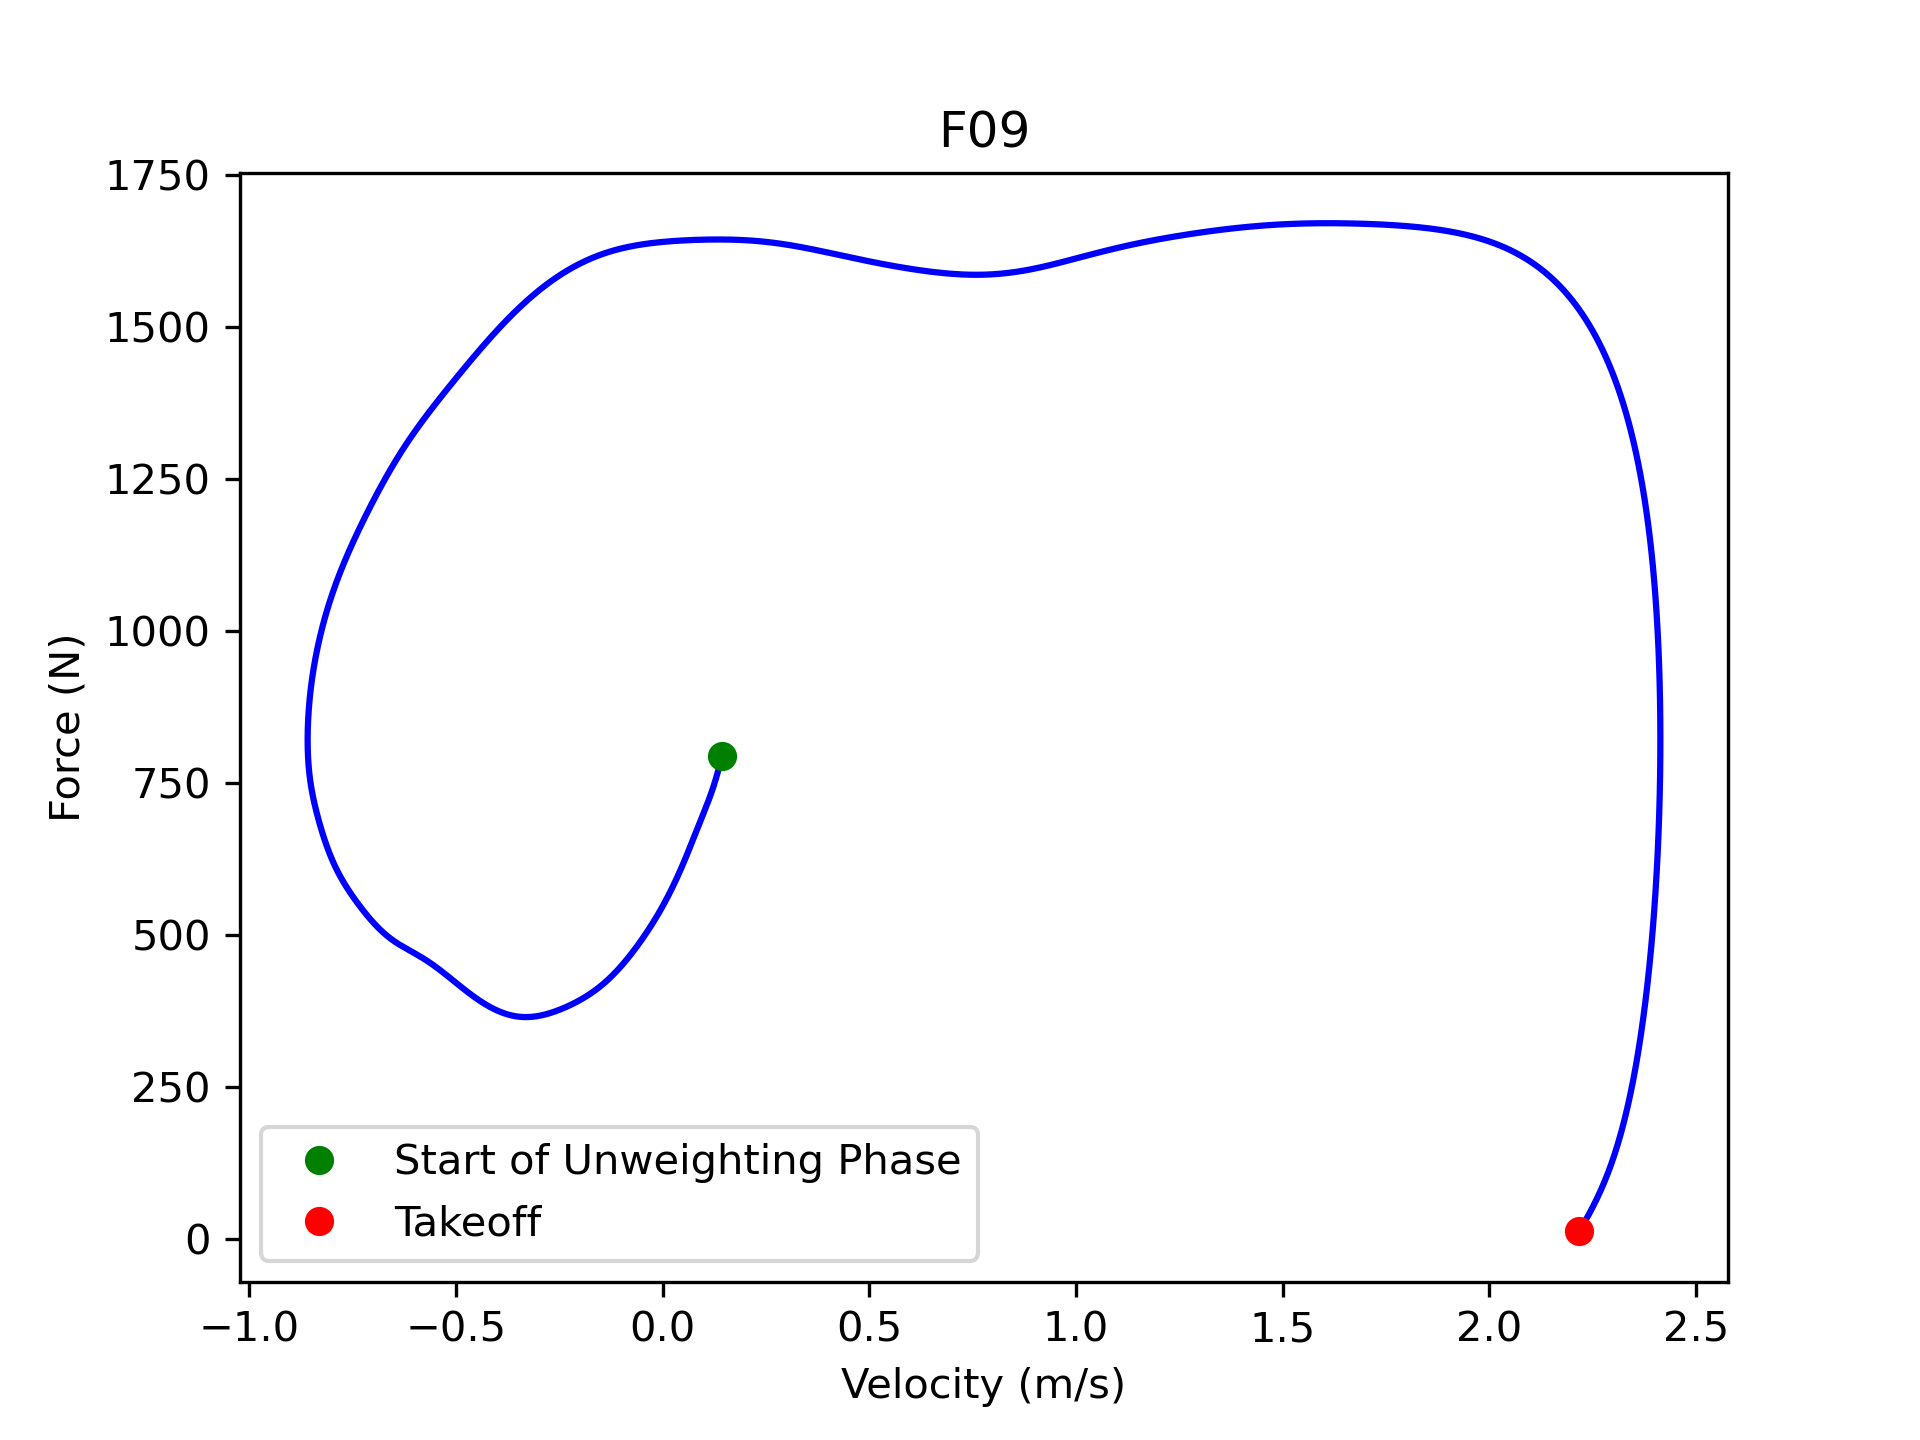 F09
1750
1500
1250
1000
750
500
250
0
Force (N)
Start of Unweighting Phase
Takeoff
−1.0 −0.5 0.0 0.5 1.0 1.5 2.0 2.5
Velocity (m/s)